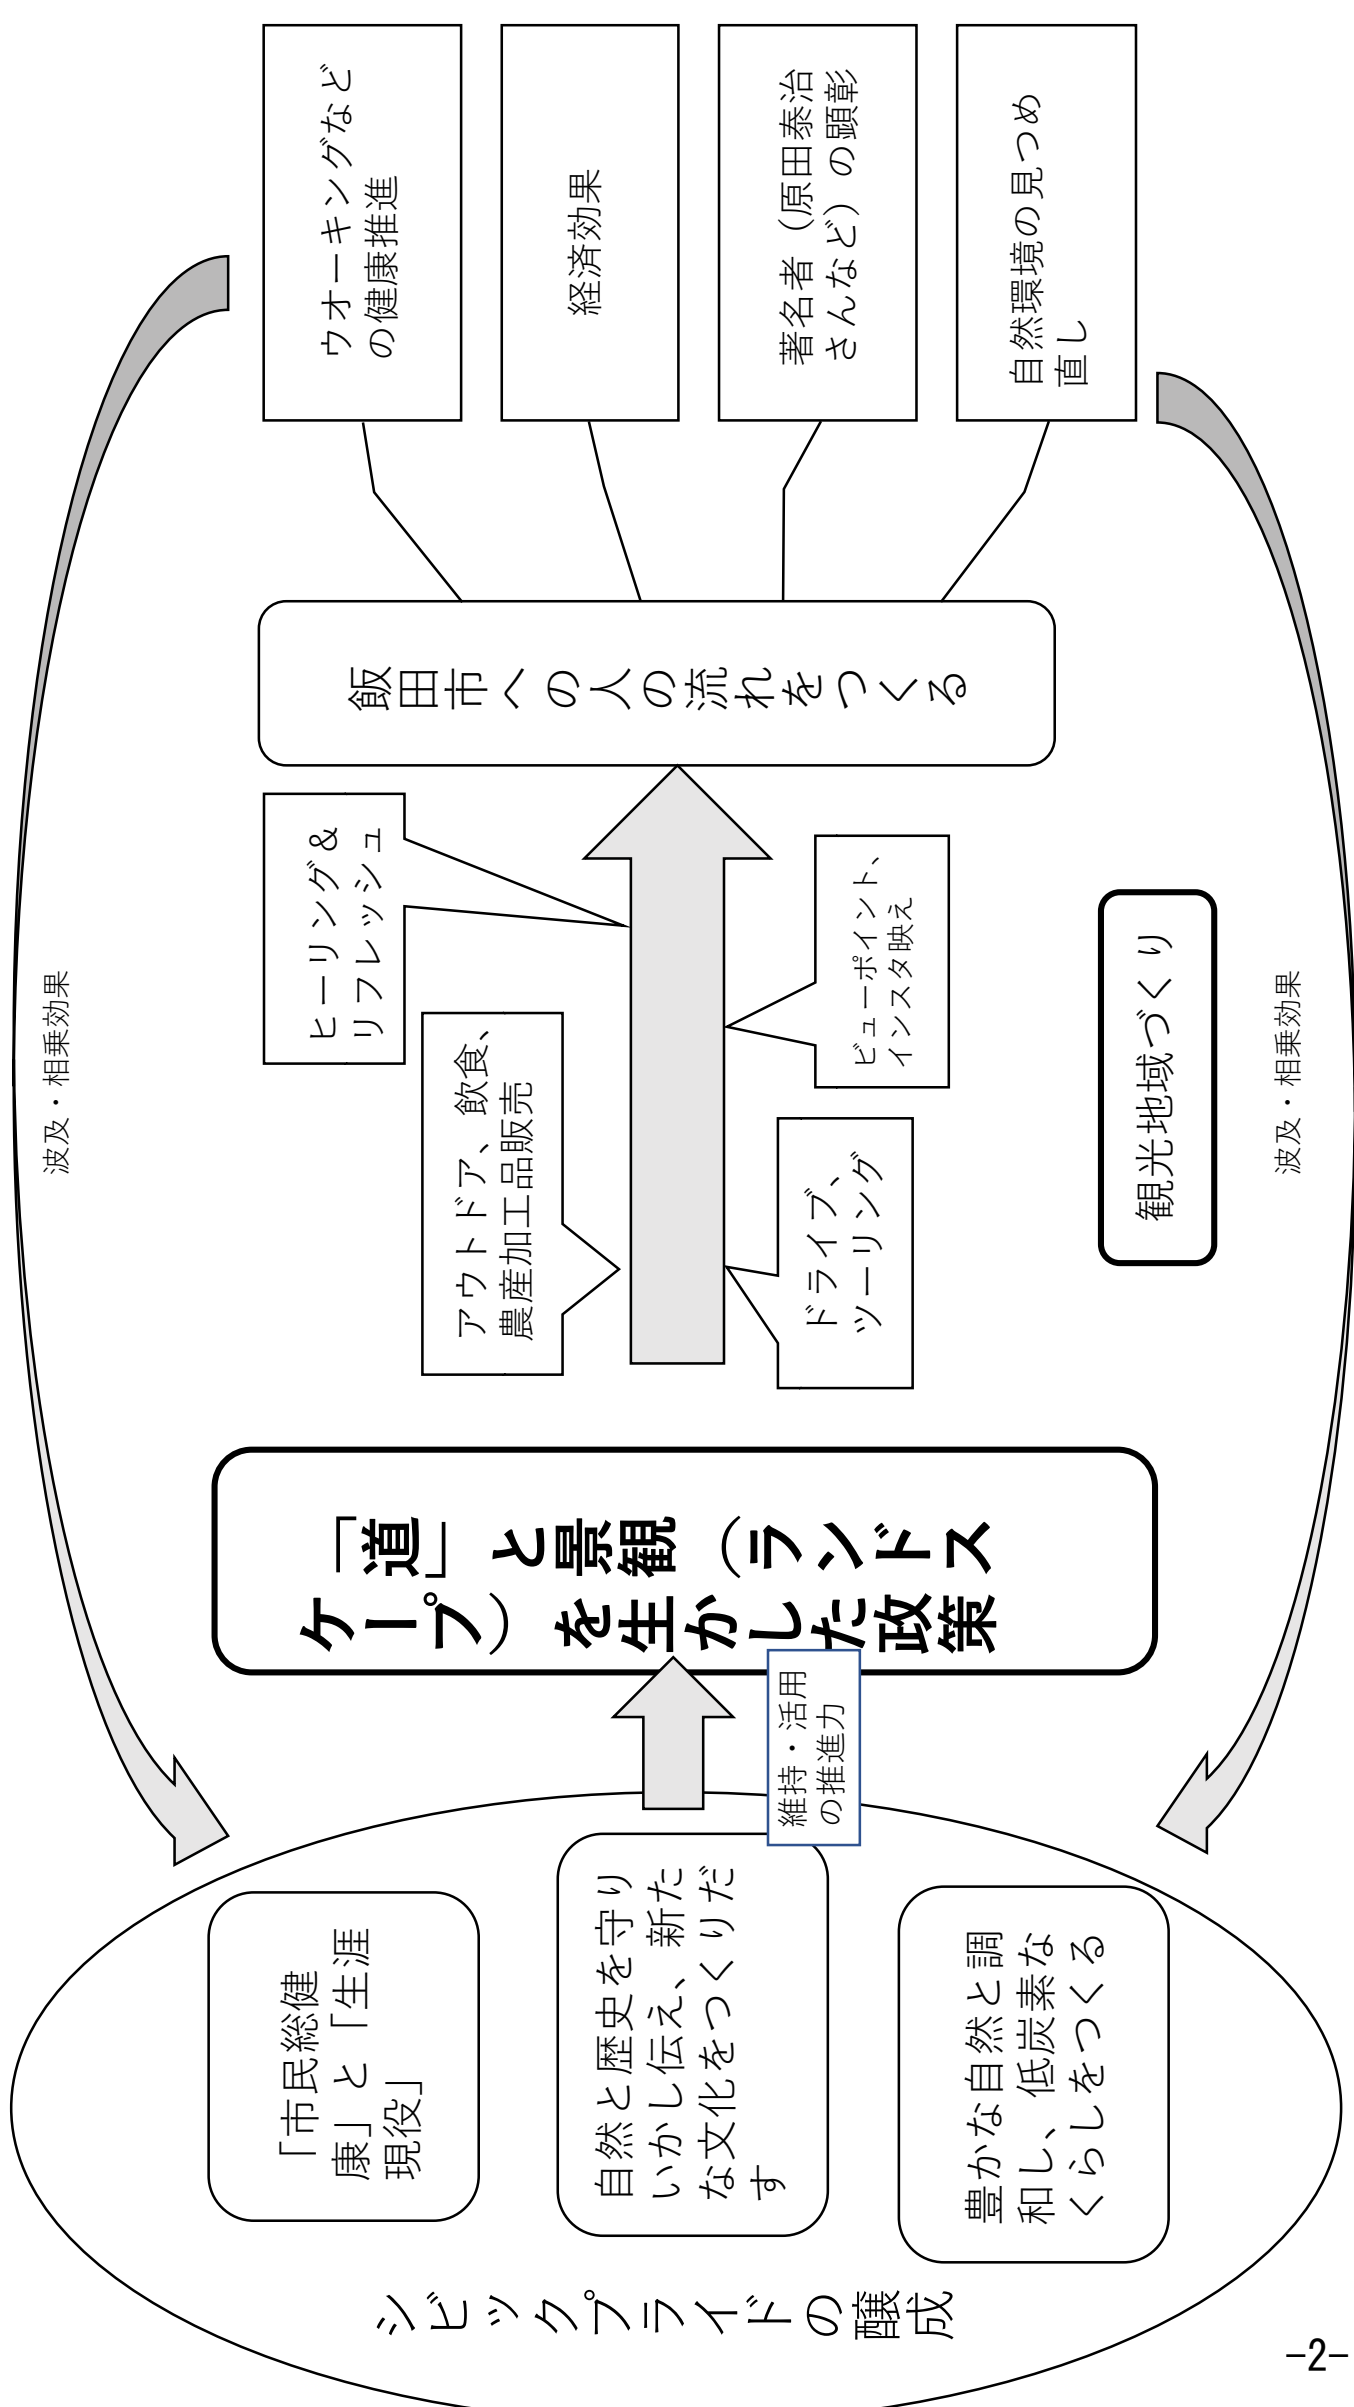 ジビックプライドの醸成
「市民総健
康」と「生涯
現役」
自然と歴史を守り
いかし伝え、新た
な文化をつくりだ
す
豊かな自然と調
和し、低炭素な
くらしをつくる
維持・活用
の推進力
「道」と景観（ランドス
ケープ）を生かした政策
アウトドア、飲食、
農産加工品販売
ヒーリング＆
リフレッシュ
ドライブ、
ツーリング
ビューポイント、
インスタ映え
観光地域づくり
飯田市への人の流れをつくる
ウオーキングなど
の健康推進
経済効果
著名者（原田泰治
さんなど）の顕彰
自然環境の見つめ
直し
波及・相乗効果
波及・相乗効果
-2-